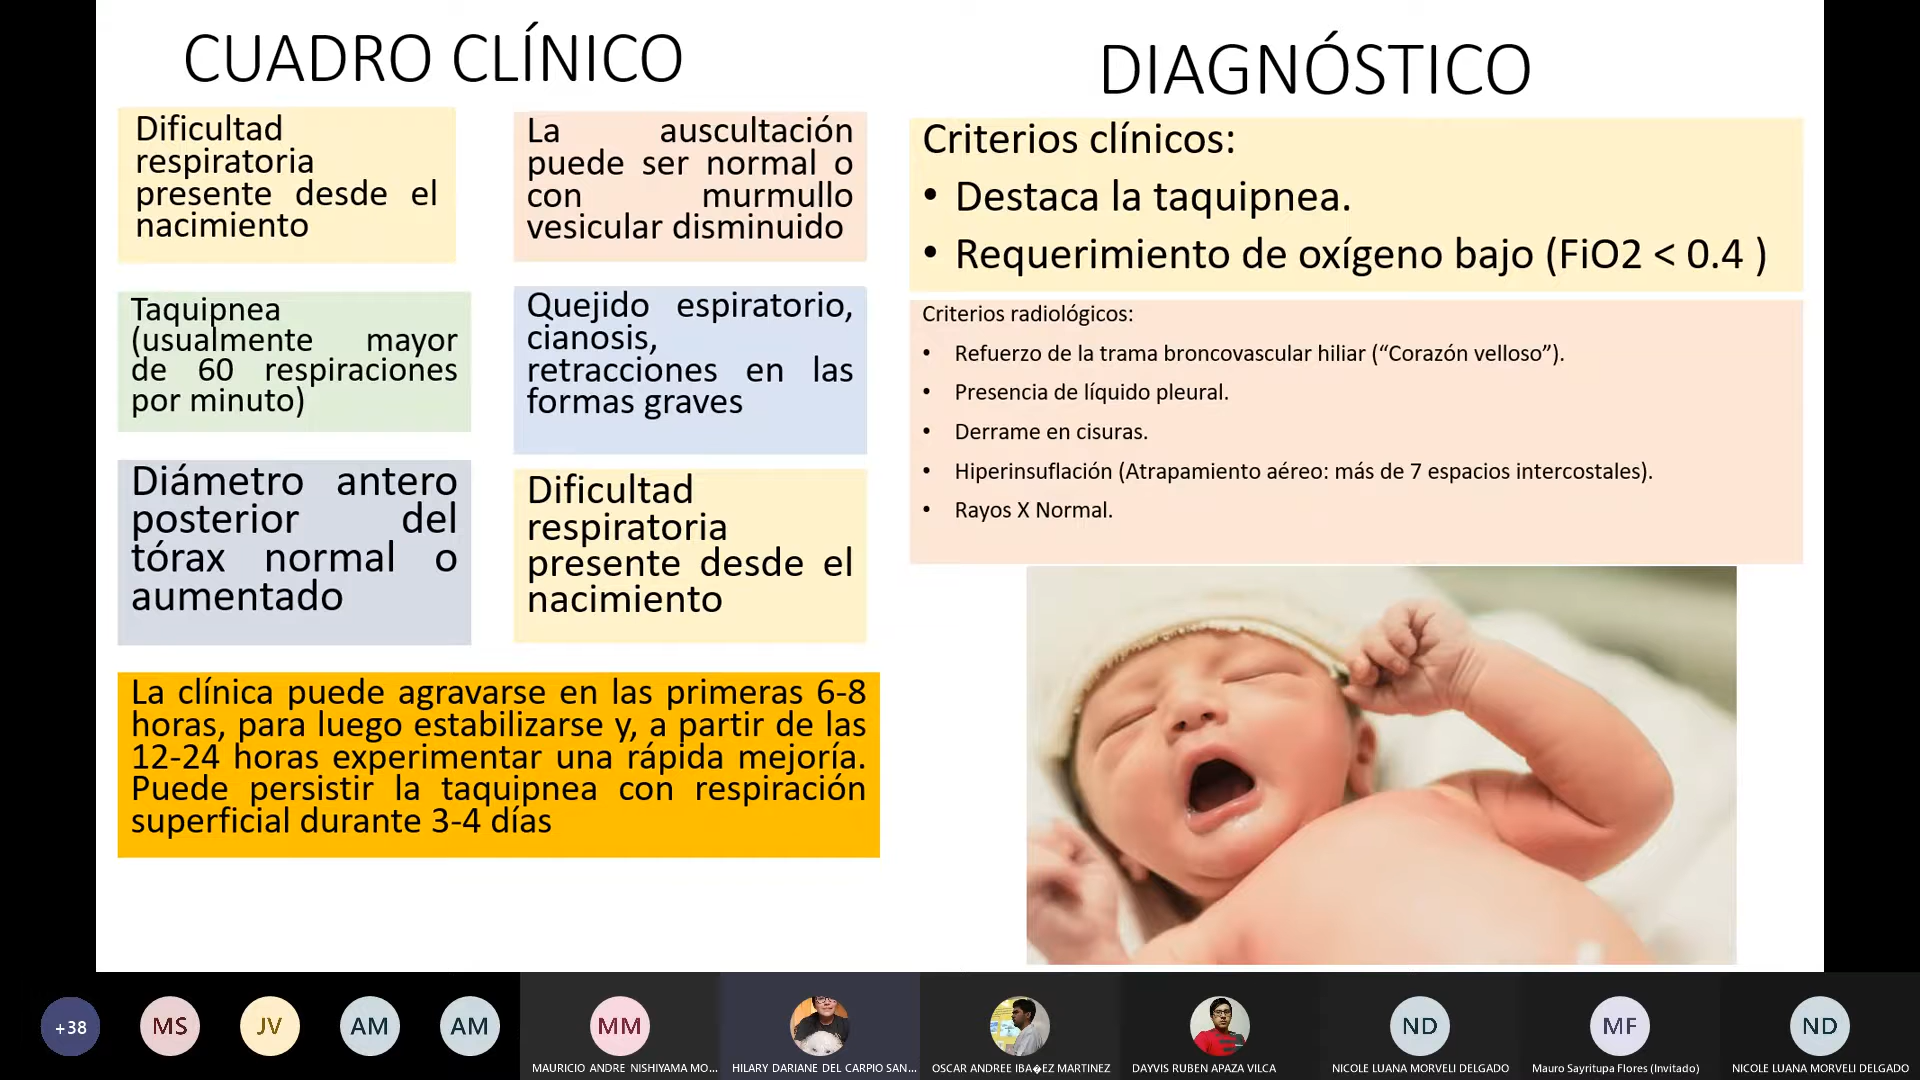 CUADRO CLÍNICO
Dificultad
respiratoria
presente desde el
nacimiento
La auscultación
puede ser normal o
con murmullo
vesicular disminuido
Taquipnea
(usualmente mayor
de 60 respiraciones
por minuto)
Quejido espiratorio,
cianosis,
retracciones en las
formas graves
Diámetro antero
posterior del
tórax normal o
aumentado
Dificultad
respiratoria
presente desde el
nacimiento
La clínica puede agravarse en las primeras 6-8
horas, para luego estabilizarse y, a partir de las
12-24 horas experimentar una rápida mejoría.
Puede persistir la taquipnea con respiración
superficial durante 3-4 días
DIAGNÓSTICO
Criterios clínicos:
• Destaca la taquipnea.
• Requerimiento de oxígeno bajo (FiO2 < 0.4 )
Criterios radiológicos:
• Refuerzo de la trama broncovascular hiliar (“Corazón velloso”).
• Presencia de líquido pleural.
• Derrame en cisuras.
• Hiperinsuflación (Atrapamiento aéreo: más de 7 espacios intercostales).
• Rayos X Normal.
+38
MS
JV
AM
AM
MM
MAURICIO ANDRE NISHIYAMA MO...
HILARY DARIANE DEL CARPIO SAN...
OSCAR ANDREE IBA�EZ MARTINEZ
DAYVIS RUBEN APAZA VILCA
ND
NICOLE LUANA MORVELI DELGADO
MF
Mauro Sayritupa Flores (Invitado)
ND
NICOLE LUANA MORVELI DELGADO